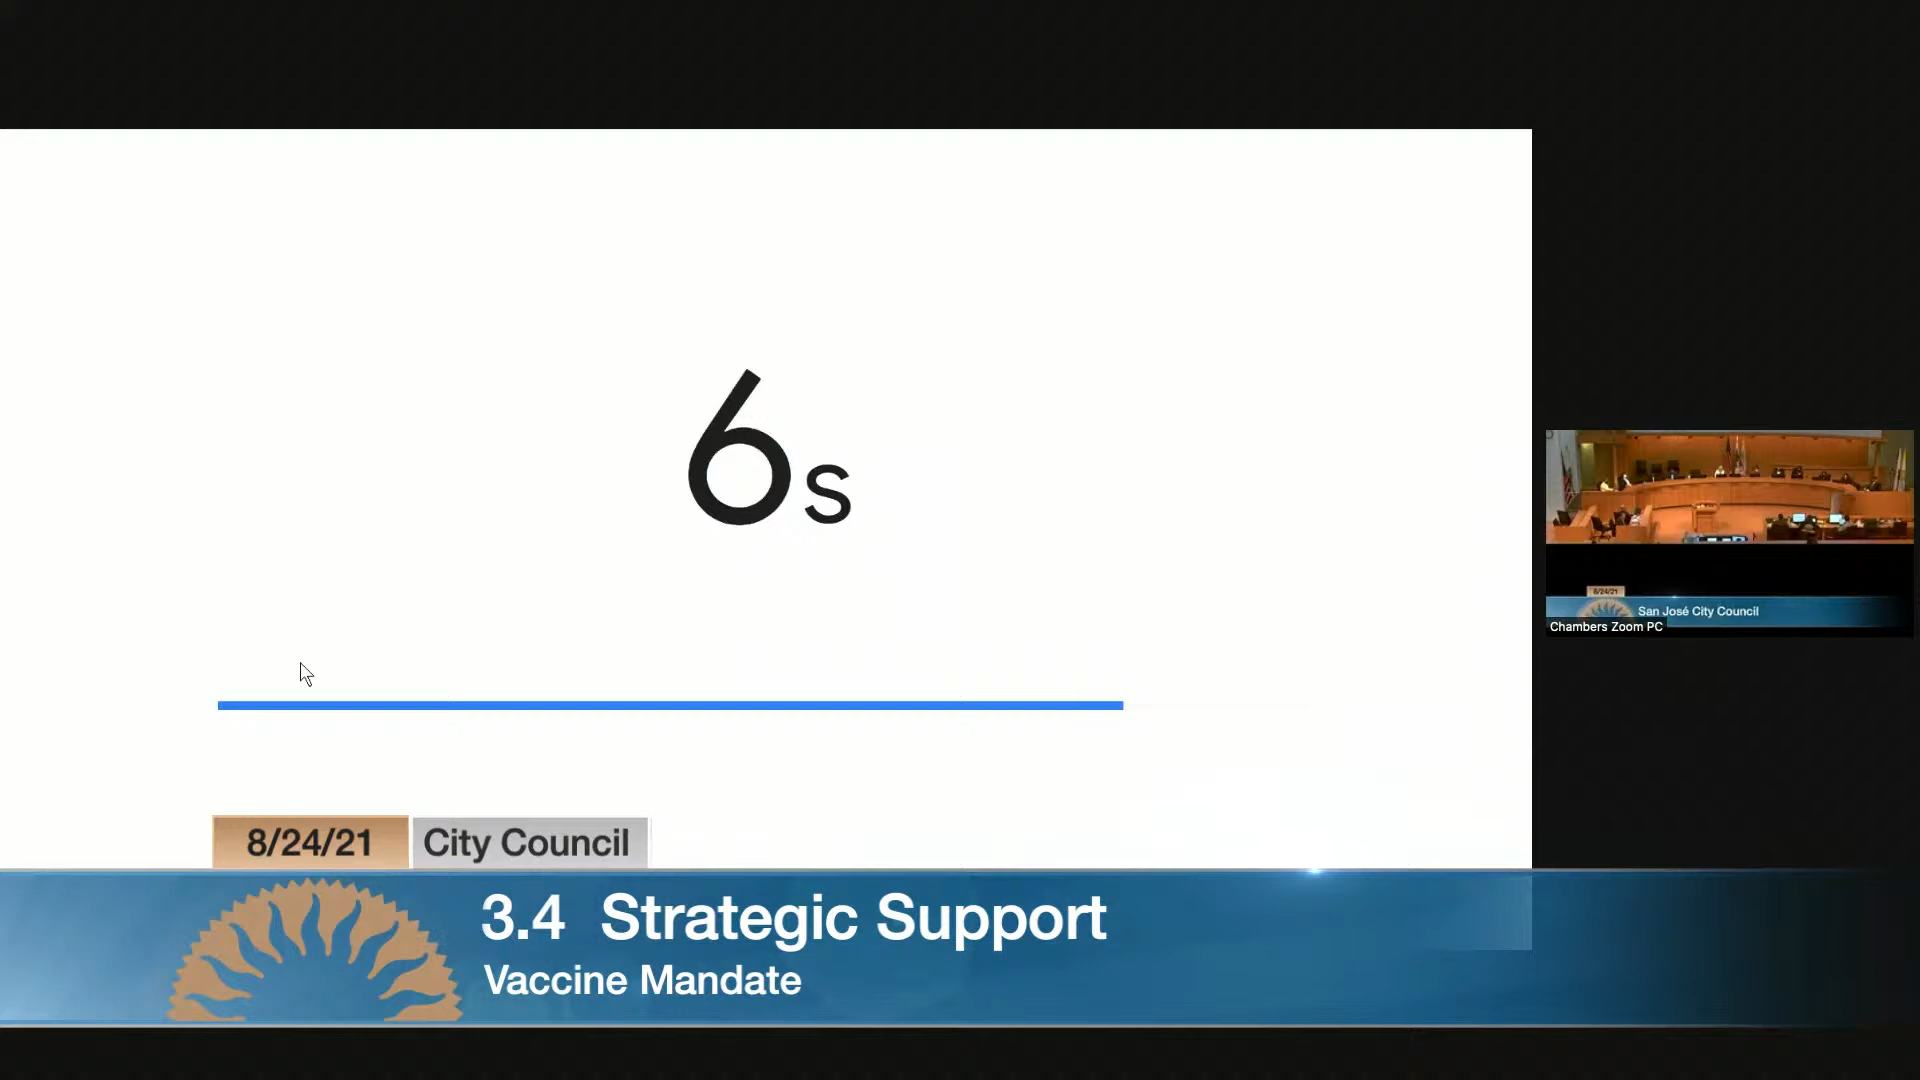 6s
8/24/21 City Council
3.4 Strategic Support
Vaccine Mandate
8/24/21
San José City Council
Chambers Zoom PC